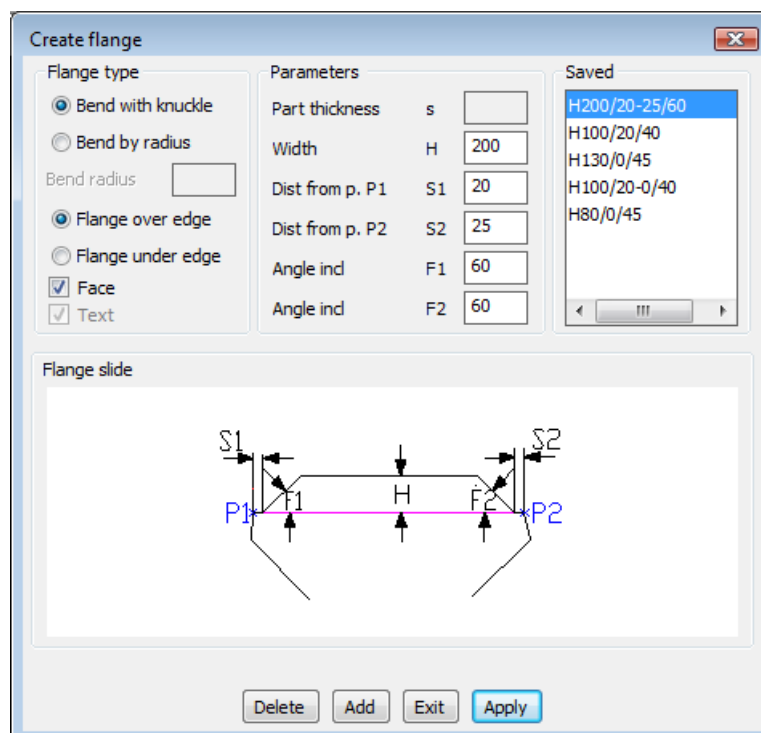 Create flange
Flange type
Bend with knuckle
Bend by radius
Bend radius
Flange over edge
Flange under edge
Face
Text
Parameters
Part thickness s
Width H 200
Dist from p. P1 S1 20
Dist from p. P2 S2 25
Angle incl F1 60
Angle incl F2 60
Saved
H200/20-25/60
H100/20/40
H130/0/45
H100/20-0/40
H80/0/45
Flange slide
S1 S2
F1 H F2
P1 P2
Delete Add Exit Apply